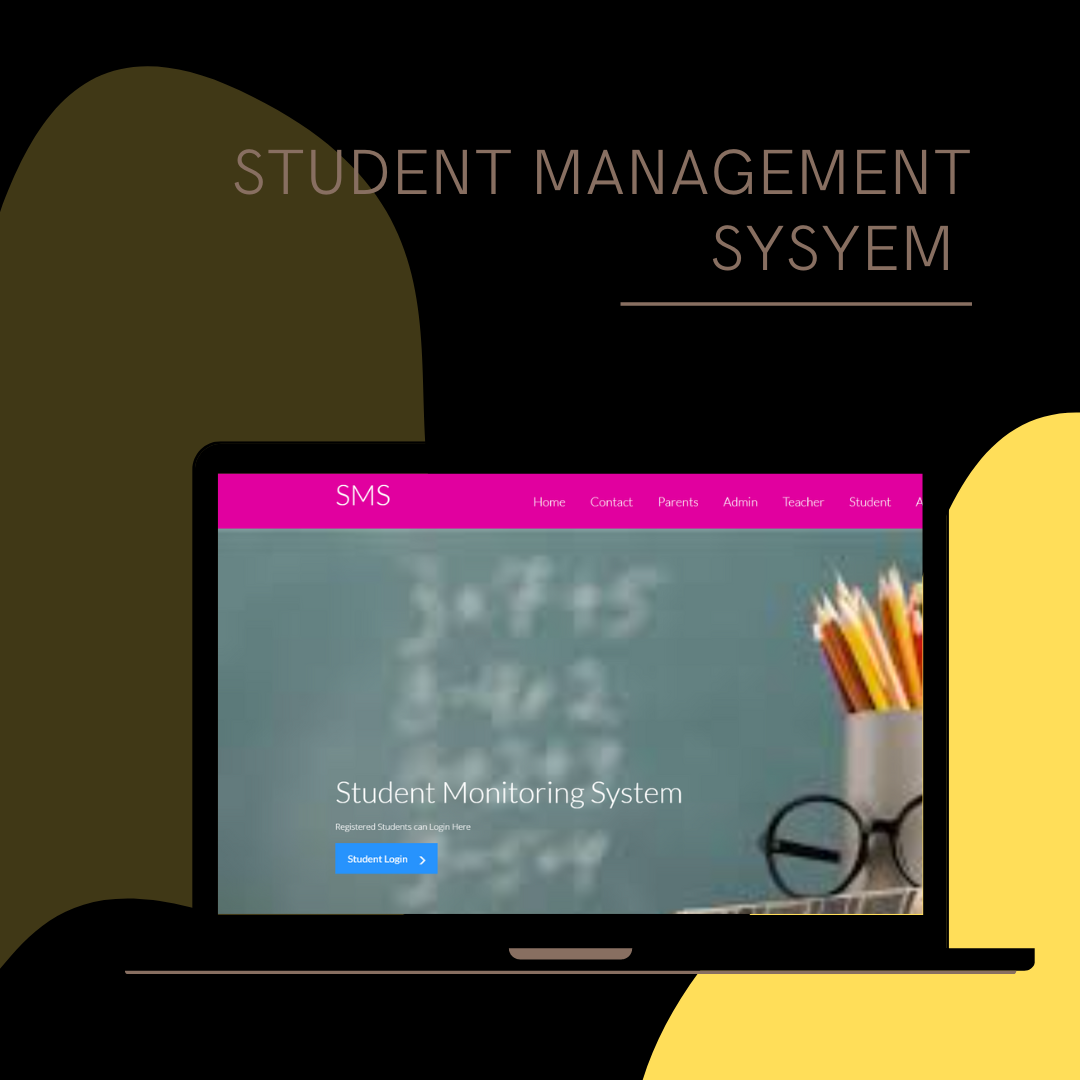 STUDENT MANAGEMENT
SYSYEM
SMS
Home Contact Parents Admin Teacher Student A
Student Monitoring System
Registered Students can Login Here
Student Login